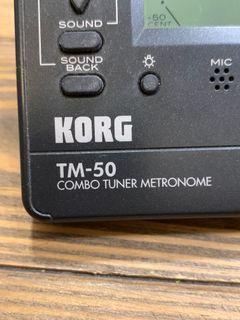 -50
CENT
SOUND
SOUND
BACK
MIC
KORG
TM-50
COMBO TUNER METRONOME